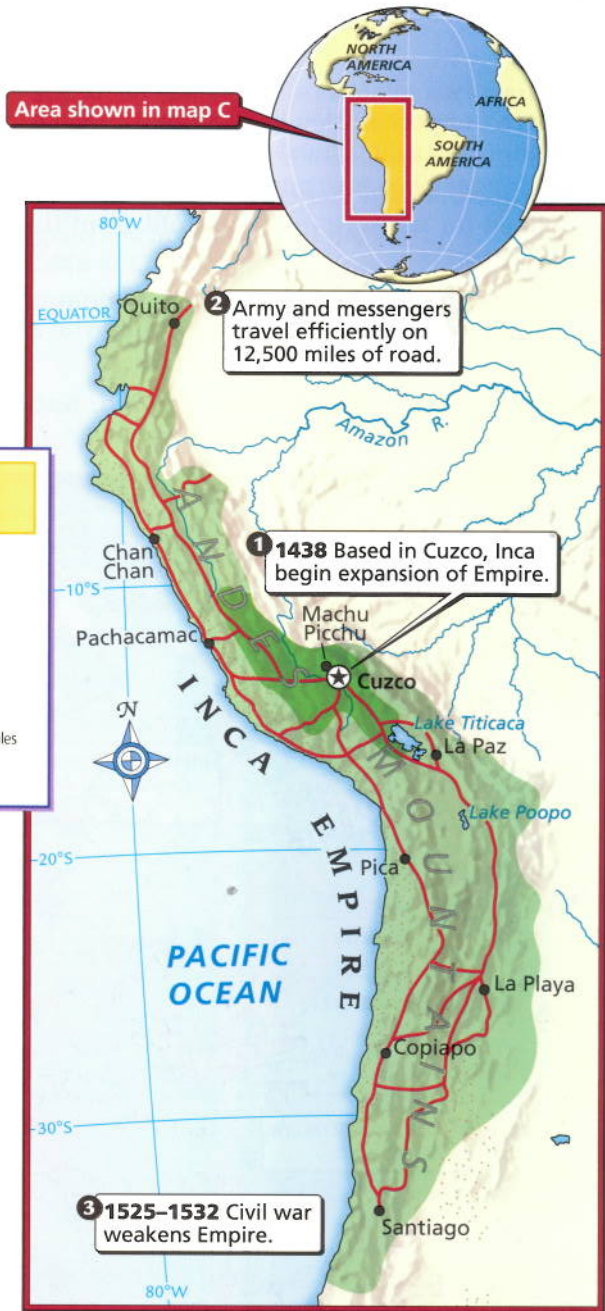 NORTH
AMERICA
AFRICA
SOUTH
AMERICA
Area shown in map C
80°W
EQUATOR
Quito
2 Army and messengers
travel efficiently on
12,500 miles of road.
Amazon R.
ANDES MOUNTAINS
Chan
Chan
1 1438 Based in Cuzco, Inca
begin expansion of Empire.
10°S
Machu
Picchu
Pachacamac
Cuzco
INCA EMPIRE
N
Lake Titicaca
La Paz
les
Lake Poopo
20°S
Pica
PACIFIC
OCEAN
La Playa
Copiapo
30°S
3 1525–1532 Civil war
weakens Empire.
Santiago
80°W